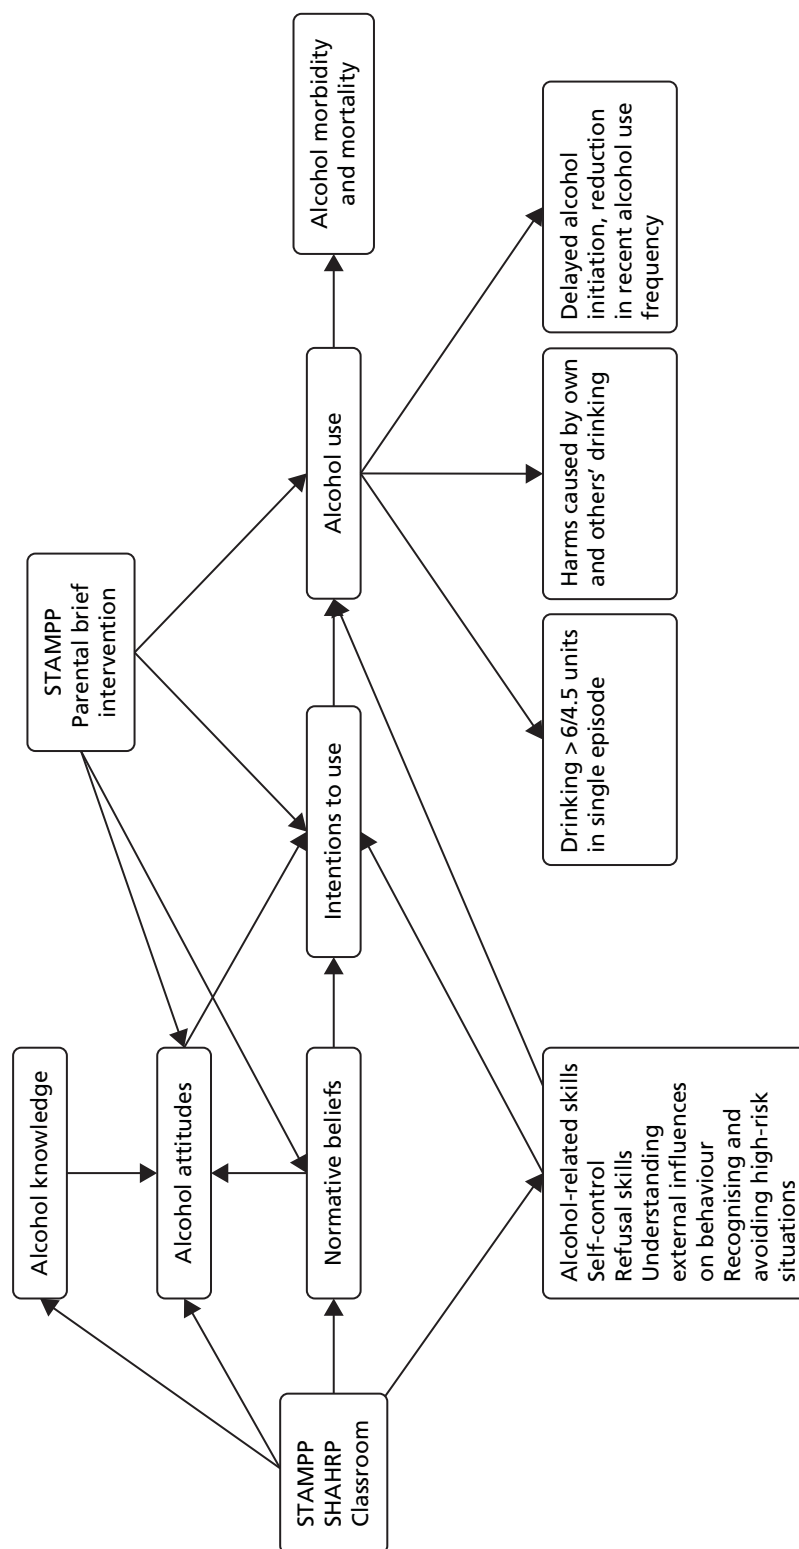 STAMPP
SHAHRP
Classroom
Alcohol knowledge
Alcohol attitudes
Normative beliefs
Alcohol-related skills
Self-control
Refusal skills
Understanding
external influences
on behaviour
Recognising and
avoiding high-risk
situations
STAMPP
Parental brief
intervention
Intentions to use
Alcohol use
Alcohol morbidity
and mortality
Drinking > 6/4.5 units
in single episode
Harms caused by own
and others’ drinking
Delayed alcohol
initiation, reduction
in recent alcohol use
frequency